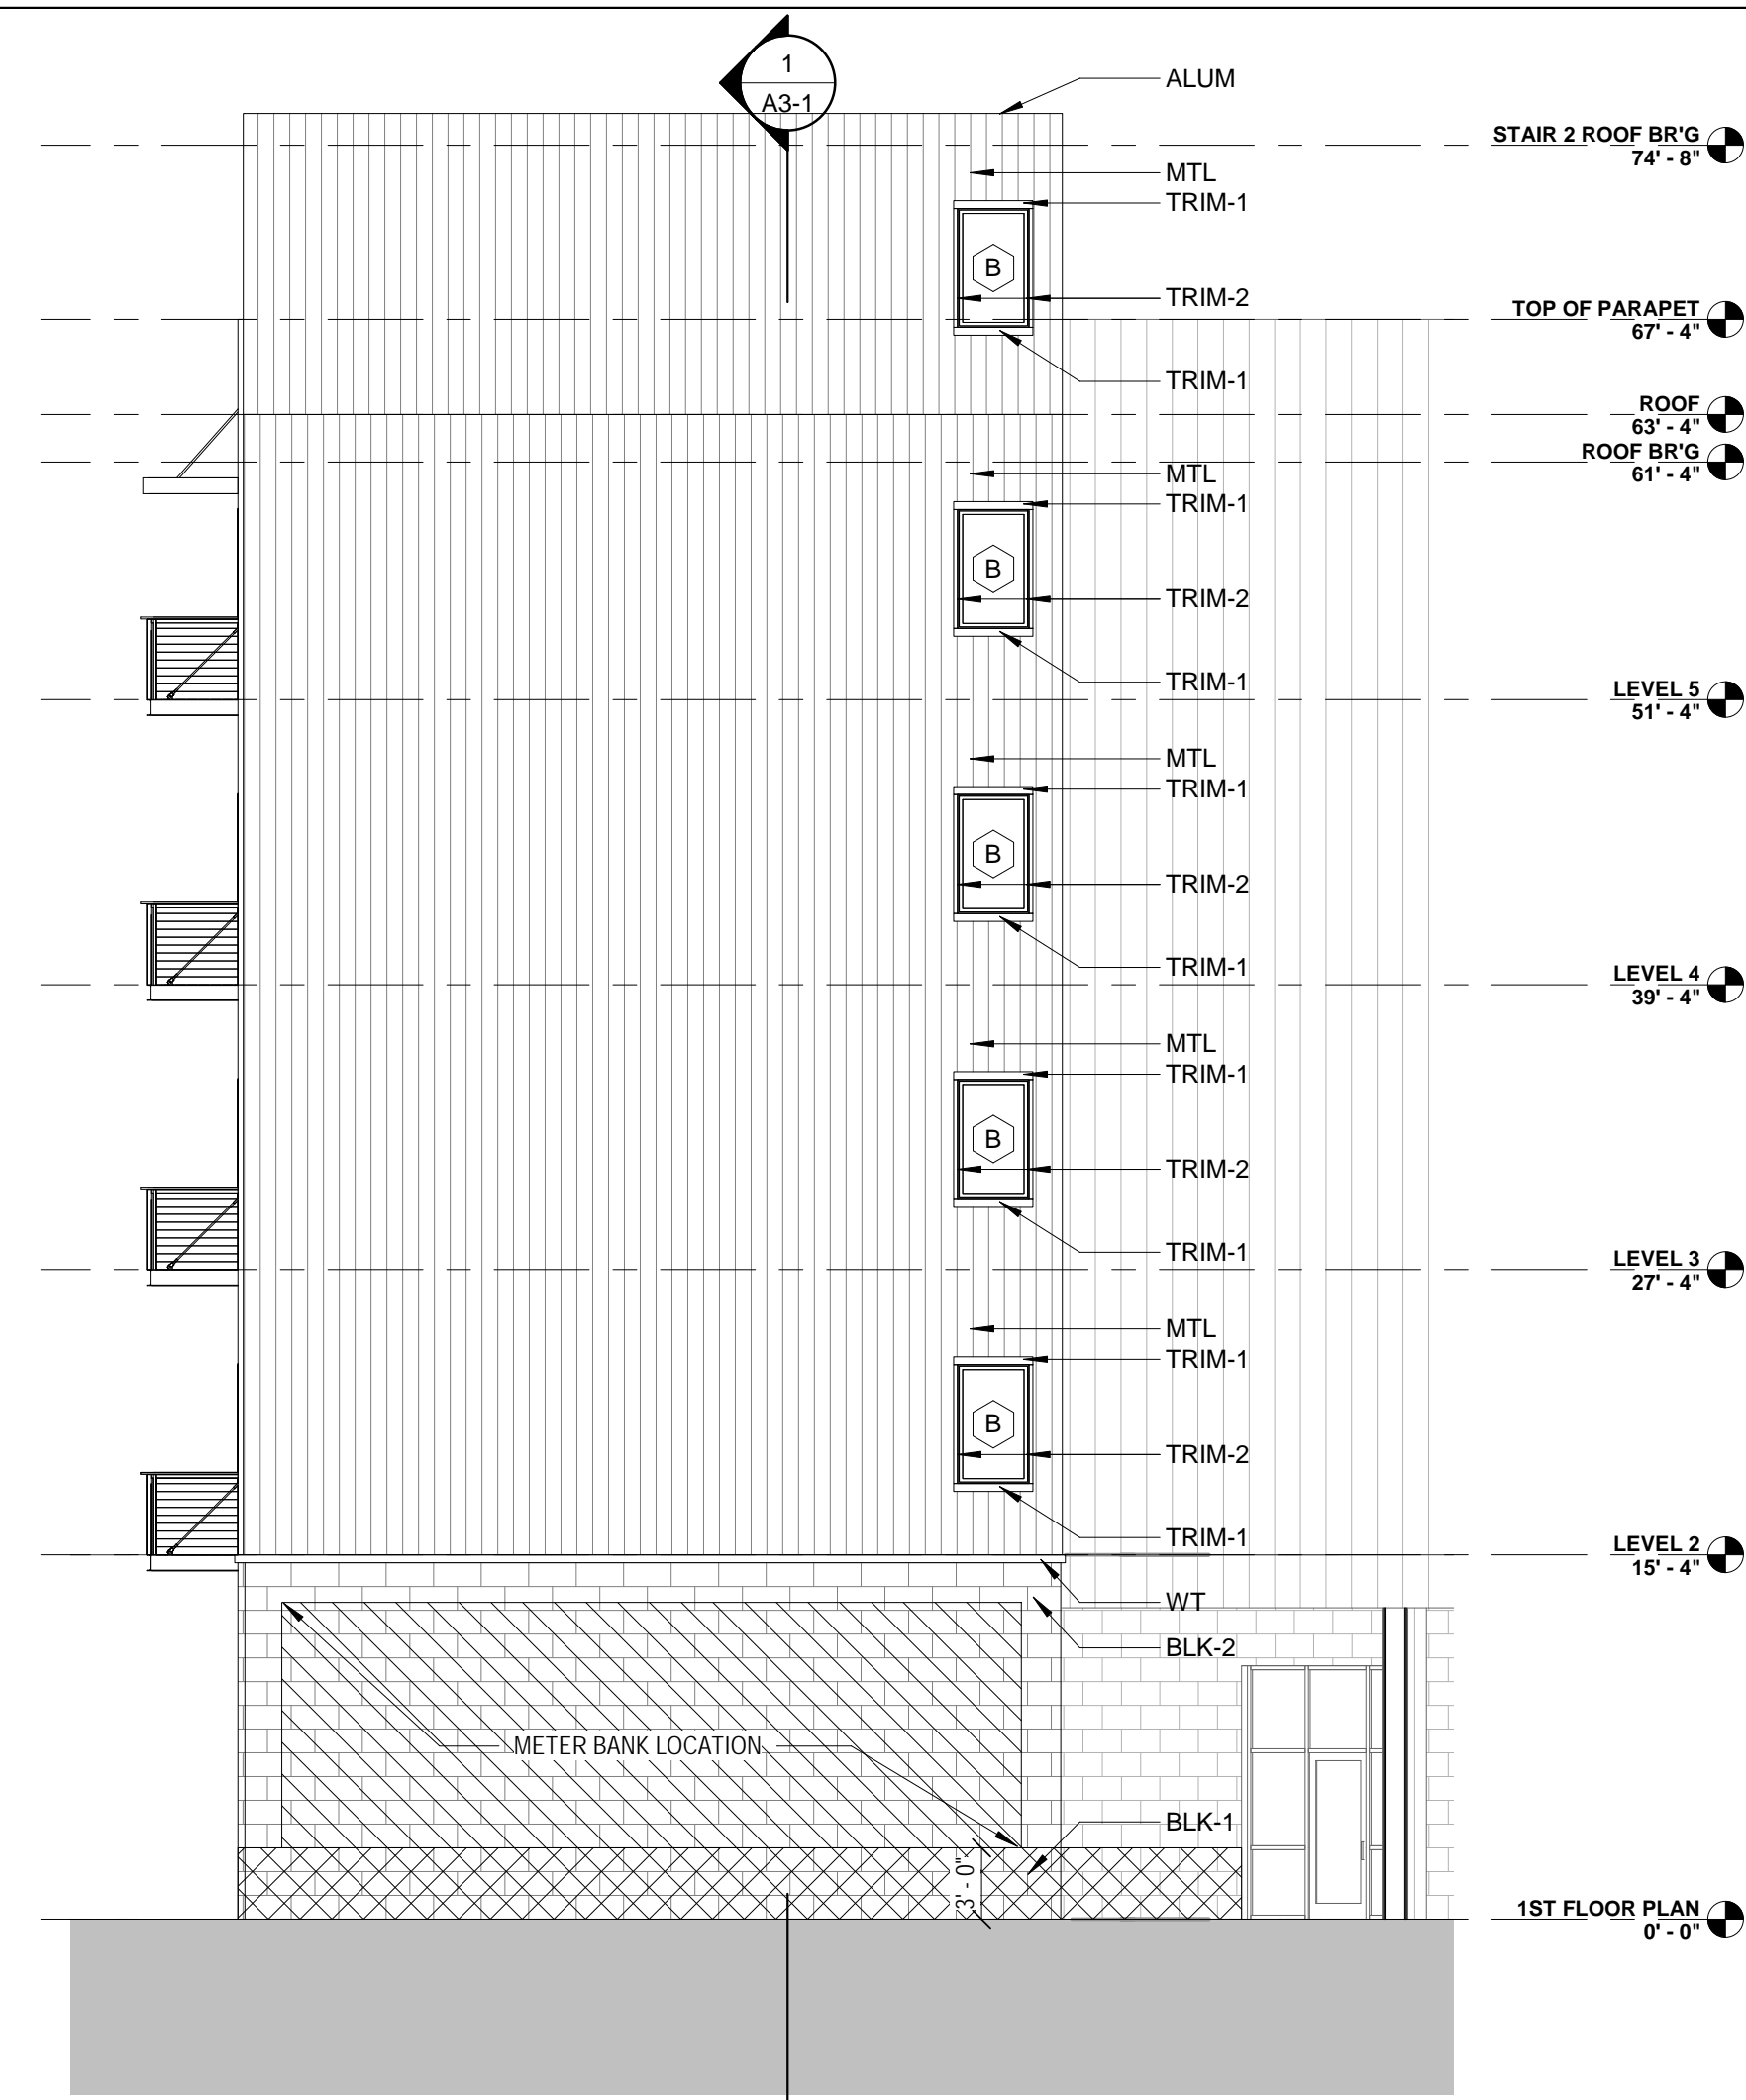 1
A3-1
ALUM
STAIR 2 ROOF BR'G
74' - 8"
MTL
TRIM-1
B
TRIM-2
TOP OF PARAPET
67' - 4"
TRIM-1
ROOF
63' - 4"
ROOF BR'G
61' - 4"
MTL
TRIM-1
B
TRIM-2
TRIM-1
LEVEL 5
51' - 4"
MTL
TRIM-1
B
TRIM-2
TRIM-1
LEVEL 4
39' - 4"
MTL
TRIM-1
B
TRIM-2
TRIM-1
LEVEL 3
27' - 4"
MTL
TRIM-1
B
TRIM-2
TRIM-1
LEVEL 2
15' - 4"
WT
BLK-2
METER BANK LOCATION
BLK-1
3' - 0"
1ST FLOOR PLAN
0' - 0"